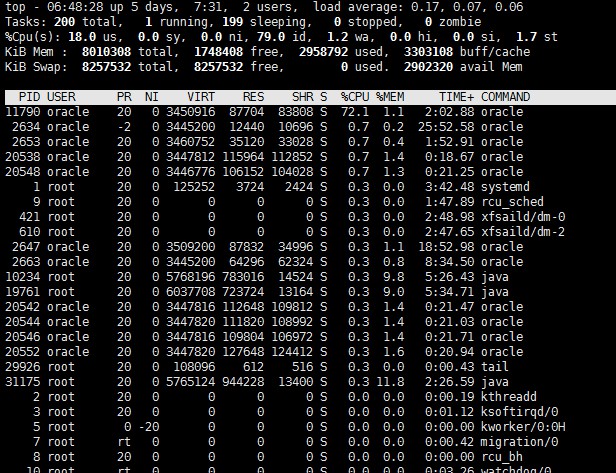 top - 06:48:28 up 5 days,  7:31,  2 users,  load average: 0.17, 0.07, 0.06
Tasks: 200 total,   1 running, 199 sleeping,   0 stopped,   0 zombie
%Cpu(s): 18.0 us,  0.0 sy,  0.0 ni, 79.0 id,  1.2 wa,  0.0 hi,  0.0 si,  1.7 st
KiB Mem :  8010308 total,  1748408 free,  2958792 used,  3303108 buff/cache
KiB Swap:  8257532 total,  8257532 free,        0 used.  2902320 avail Mem
PID USER      PR  NI    VIRT    RES    SHR S  %CPU %MEM     TIME+ COMMAND
11790 oracle    20   0 3450916  87704  83808 S  72.1  1.1   2:02.88 oracle
2634 oracle    -2   0 3445200  12440  10696 S   0.7  0.2  25:52.58 oracle
2653 oracle    20   0 3460752  35120  33028 S   0.7  0.4   1:52.91 oracle
20538 oracle    20   0 3447812 115964 112852 S   0.7  1.4   0:18.67 oracle
20548 oracle    20   0 3446776 106152 104028 S   0.7  1.3   0:21.25 oracle
1 root      20   0  125252   3724   2424 S   0.3  0.0   3:42.48 systemd
9 root      20   0       0      0      0 S   0.3  0.0   1:47.89 rcu_sched
421 root      20   0       0      0      0 S   0.3  0.0   2:48.98 xfsaild/dm-0
610 root      20   0       0      0      0 S   0.3  0.0   2:47.65 xfsaild/dm-2
2647 oracle    20   0 3509200  87832  34996 S   0.3  1.1  18:52.98 oracle
2663 oracle    20   0 3445200  64296  62324 S   0.3  0.8   8:34.50 oracle
10234 root      20   0 5768196 783016  14524 S   0.3  9.8   5:26.43 java
19761 root      20   0 6037708 723724  13164 S   0.3  9.0   5:34.71 java
20542 oracle    20   0 3447816 112648 109812 S   0.3  1.4   0:21.47 oracle
20544 oracle    20   0 3447820 111820 108992 S   0.3  1.4   0:21.03 oracle
20546 oracle    20   0 3447816 109804 106972 S   0.3  1.4   0:21.71 oracle
20552 oracle    20   0 3447820 127648 124412 S   0.3  1.6   0:20.94 oracle
29926 root      20   0  108096    612    516 S   0.3  0.0   0:00.43 tail
31175 root      20   0 5765124 944228  13400 S   0.3 11.8   2:26.59 java
2 root      20   0       0      0      0 S   0.0  0.0   0:00.19 kthreadd
3 root      20   0       0      0      0 S   0.0  0.0   0:01.12 ksoftirqd/0
5 root       0 -20       0      0      0 S   0.0  0.0   0:00.00 kworker/0:0H
7 root      rt   0       0      0      0 S   0.0  0.0   0:00.42 migration/0
8 root      20   0       0      0      0 S   0.0  0.0   0:00.00 rcu_bh
10 root      rt   0       0      0      0 S   0.0  0.0   0:03.26 watchdog/0